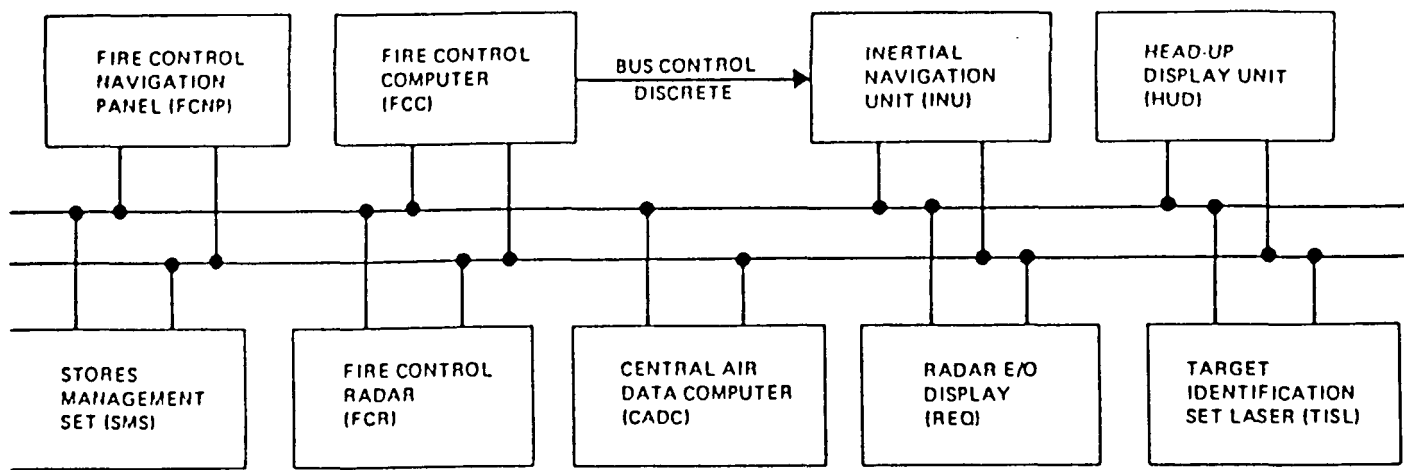 FIRE CONTROL
NAVIGATION
PANEL (FCNP)
FIRE CONTROL
COMPUTER
(FCC)
BUS CONTROL
DISCRETE
INERTIAL
NAVIGATION
UNIT (INU)
HEAD-UP
DISPLAY UNIT
(HUD)
STORES
MANAGEMENT
SET (SMS)
FIRE CONTROL
RADAR
(FCR)
CENTRAL AIR
DATA COMPUTER
(CADC)
RADAR E/O
DISPLAY
(REO)
TARGET
IDENTIFICATION
SET LASER (TISL)